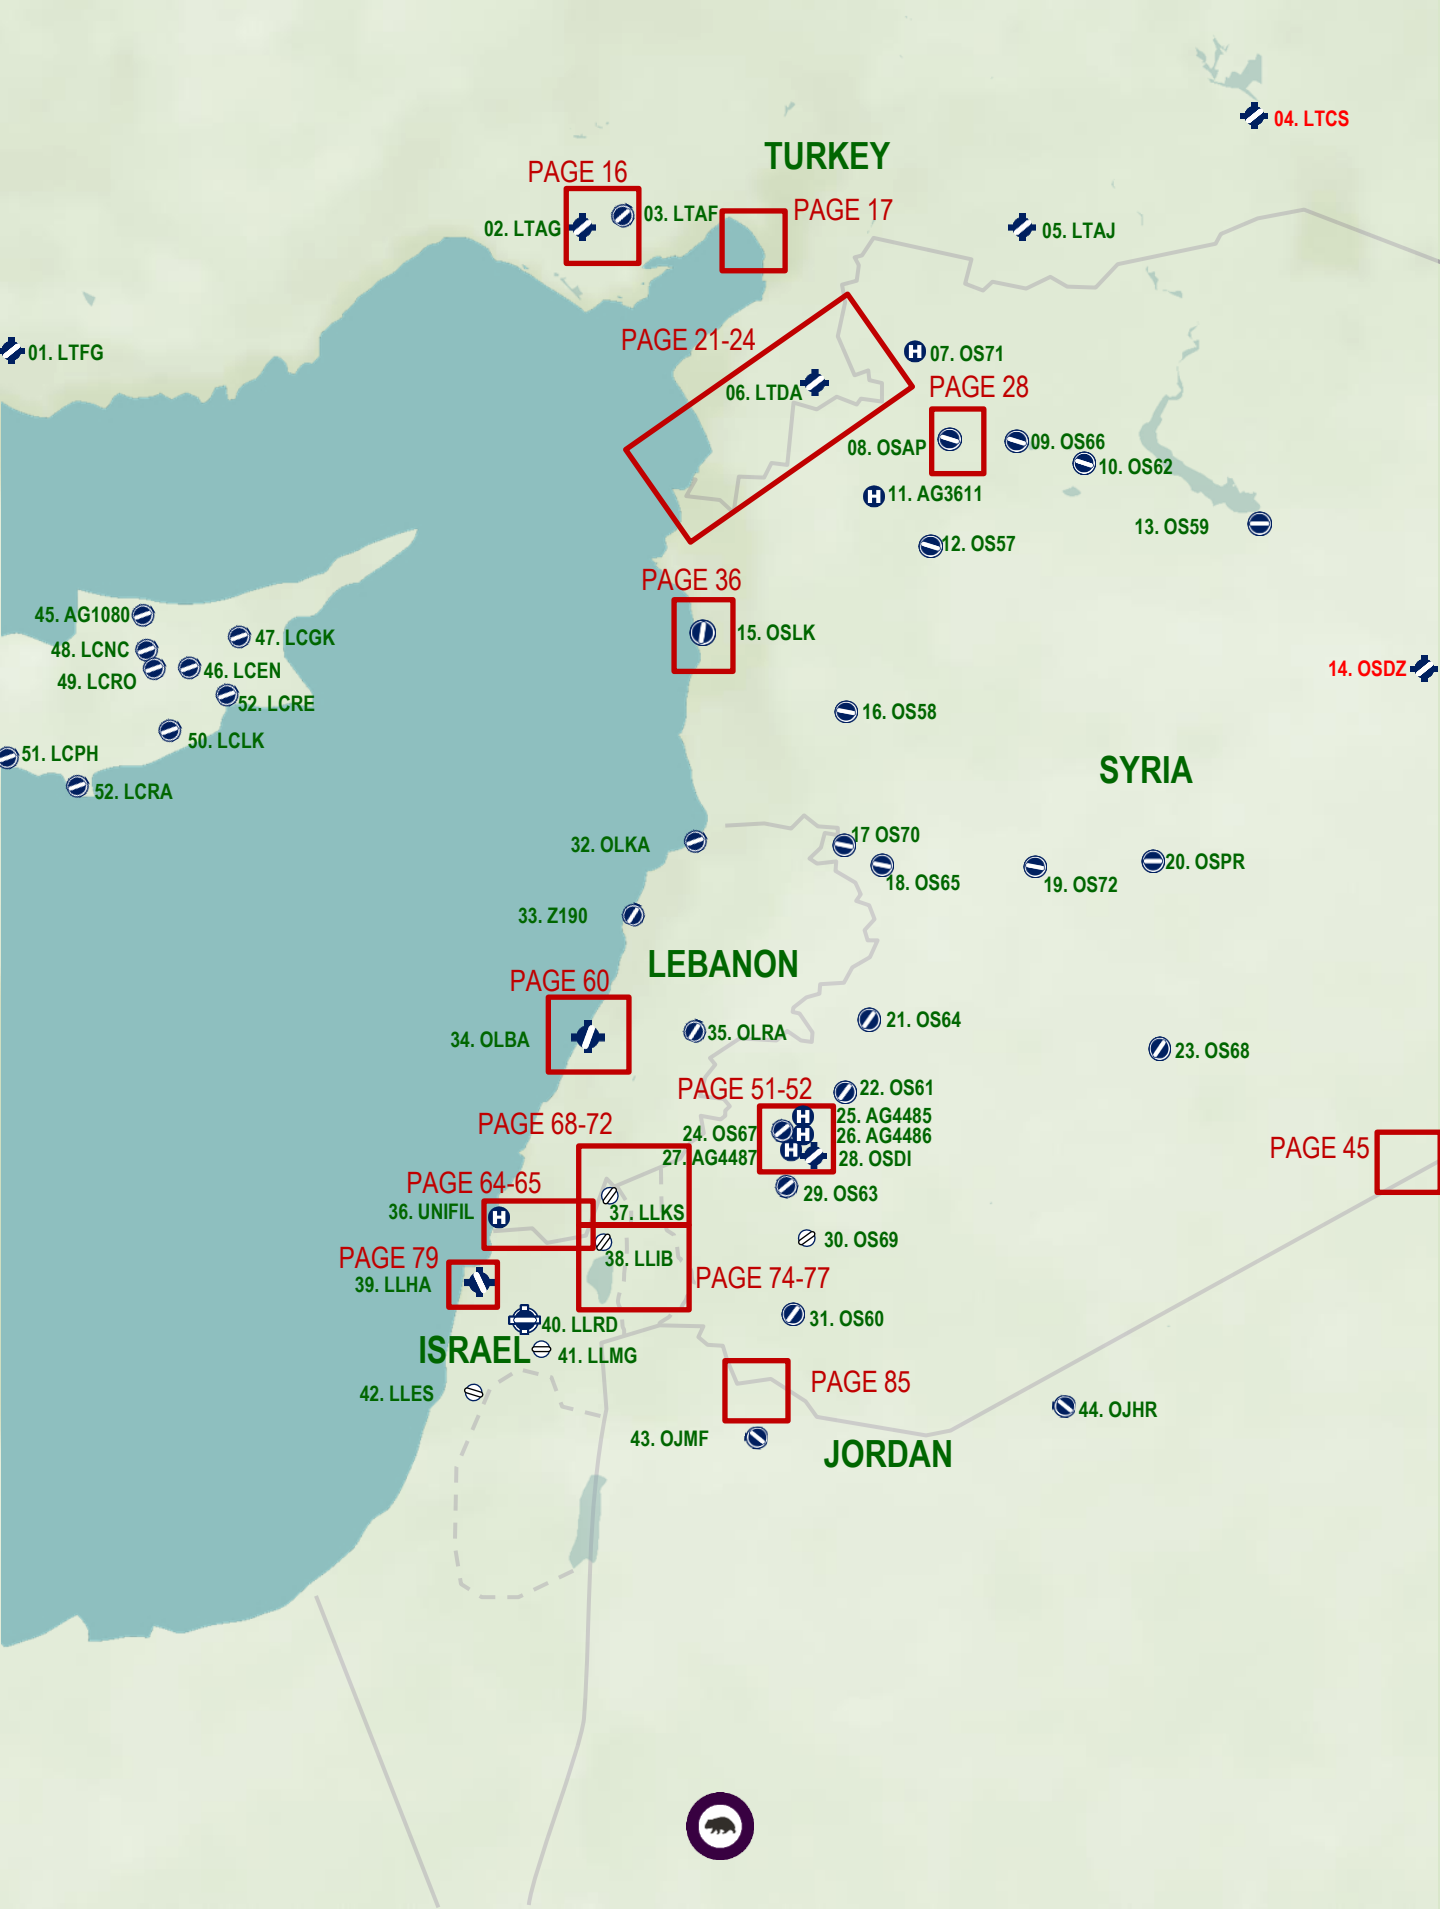 04. LTCS
TURKEY
PAGE 16
03. LTAF
PAGE 17
02. LTAG
05. LTAJ
PAGE 21-24
01. LTFG
07. OS71
PAGE 28
06. LTDA
08. OSAP
09. OS66
10. OS62
11. AG3611
13. OS59
12. OS57
PAGE 36
45. AG1080
15. OSLK
47. LCGK
48. LCNC
14. OSDZ
46. LCEN
49. LCRO
52. LCRE
16. OS58
50. LCLK
51. LCPH
SYRIA
52. LCRA
17 OS70
32. OLKA
20. OSPR
18. OS65
19. OS72
33. Z190
LEBANON
PAGE 60
21. OS64
35. OLRA
34. OLBA
23. OS68
PAGE 51-52
22. OS61
25. AG4485
PAGE 68-72
24. OS67
26. AG4486
PAGE 45
27. AG4487
28. OSDI
PAGE 64-65
29. OS63
36. UNIFIL
37. LLKS
30. OS69
PAGE 79
38. LLIB
PAGE 74-77
39. LLHA
31. OS60
40. LLRD
ISRAEL
41. LLMG
PAGE 85
42. LLES
44. OJHR
43. OJMF
JORDAN
H
H
H
H
H
H